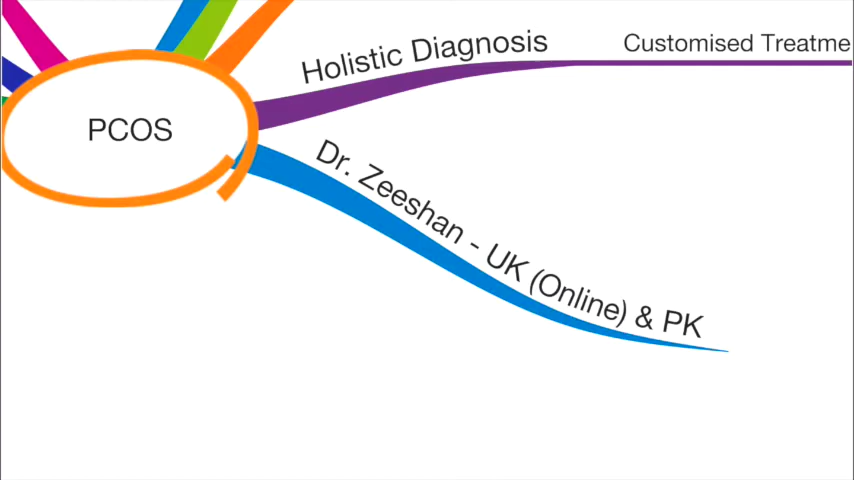 Holistic Diagnosis
Customised Treatme
PCOS
Dr. Zeeshan - UK (Online) & PK